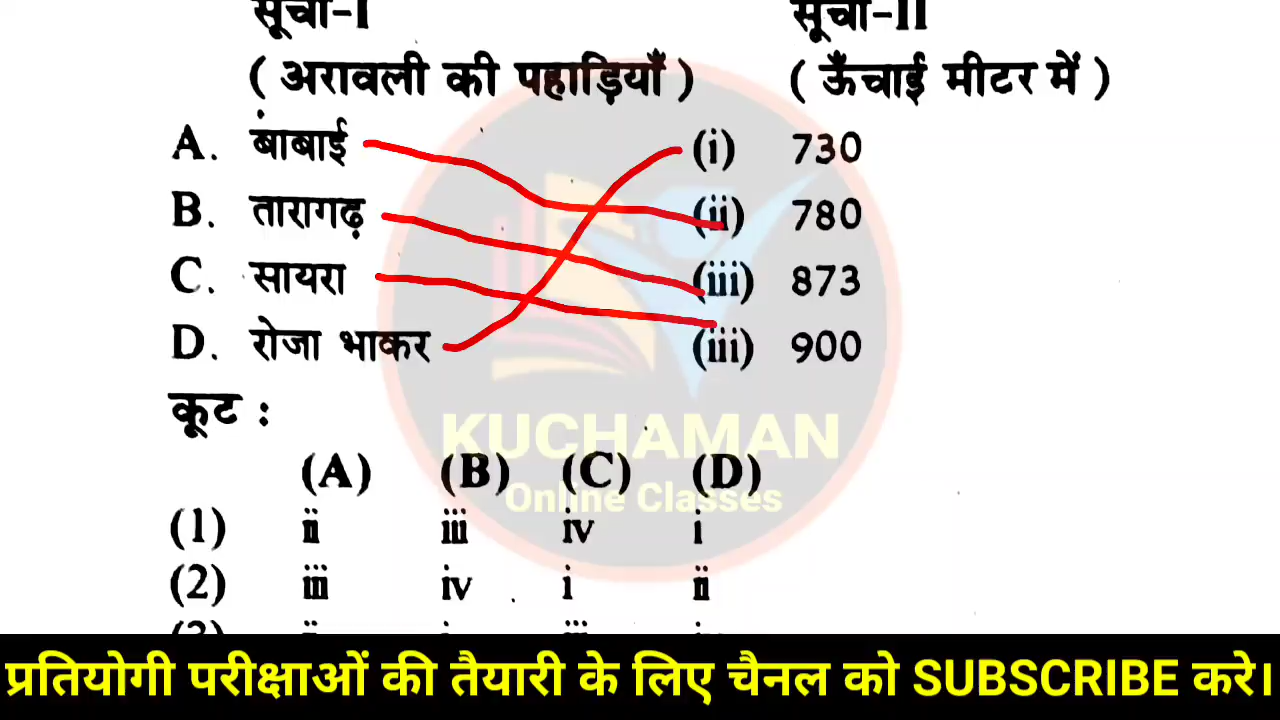 सूची-I सूची-II
( अरावली की पहाड़ियाँ ) ( ऊँचाई मीटर में )
A. बाबाई (i) 730
B. तारागढ़ (ii) 780
C. सायरा (iii) 873
D. रोजा भाकर (iii) 900
कूट :
KUCHAMAN
(A) (B) (C) (D)
Online Classes
(1) ii iii iv i
(2) iii iv i ii
प्रतियोगी परीक्षाओं की तैयारी के लिए चैनल को SUBSCRIBE करे।